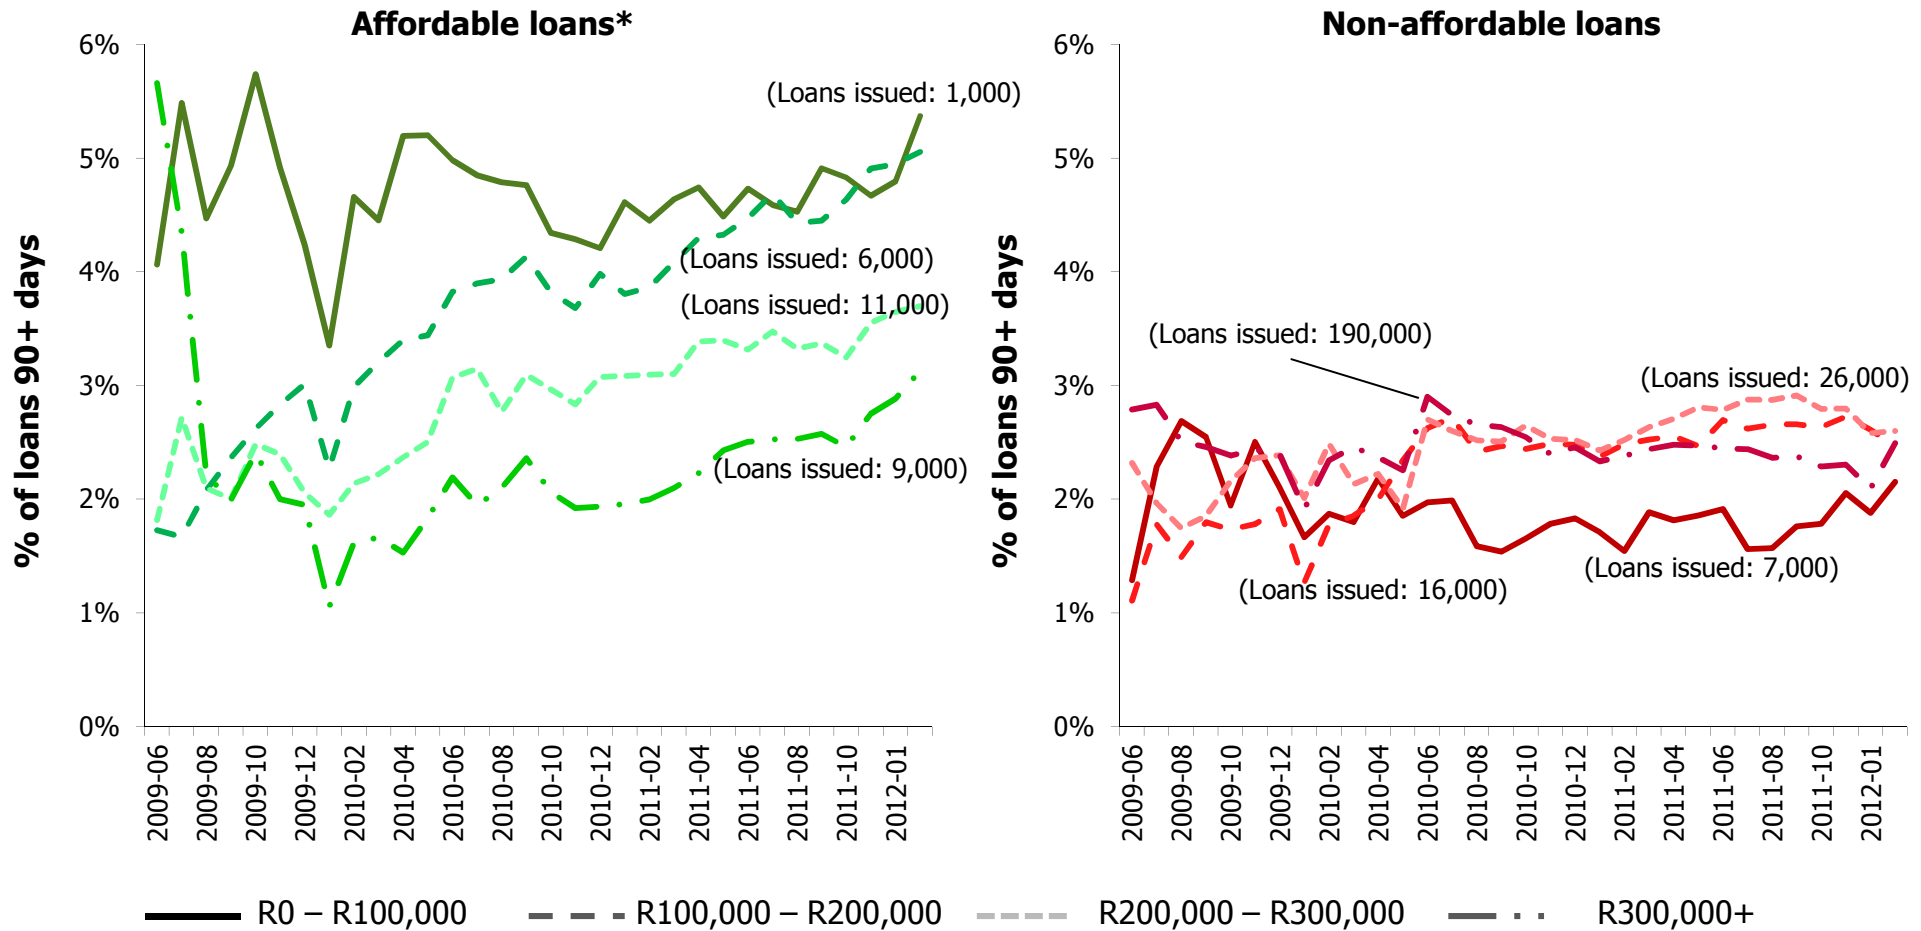 Affordable loans*
Non-affordable loans
% of loans 90+ days
6%
5%
4%
3%
2%
1%
0%
(Loans issued: 1,000)
(Loans issued: 6,000)
(Loans issued: 11,000)
(Loans issued: 9,000)
2009-06
2009-08
2009-10
2009-12
2010-02
2010-04
2010-06
2010-08
2010-10
2010-12
2011-02
2011-04
2011-06
2011-08
2011-10
2012-01
% of loans 90+ days
6%
5%
4%
3%
2%
1%
0%
(Loans issued: 190,000)
(Loans issued: 26,000)
(Loans issued: 7,000)
(Loans issued: 16,000)
2009-06
2009-08
2009-10
2009-12
2010-02
2010-04
2010-06
2010-08
2010-10
2010-12
2011-02
2011-04
2011-06
2011-08
2011-11
2012-01
R0 – R100,000
R100,000 – R200,000
R200,000 – R300,000
R300,000+